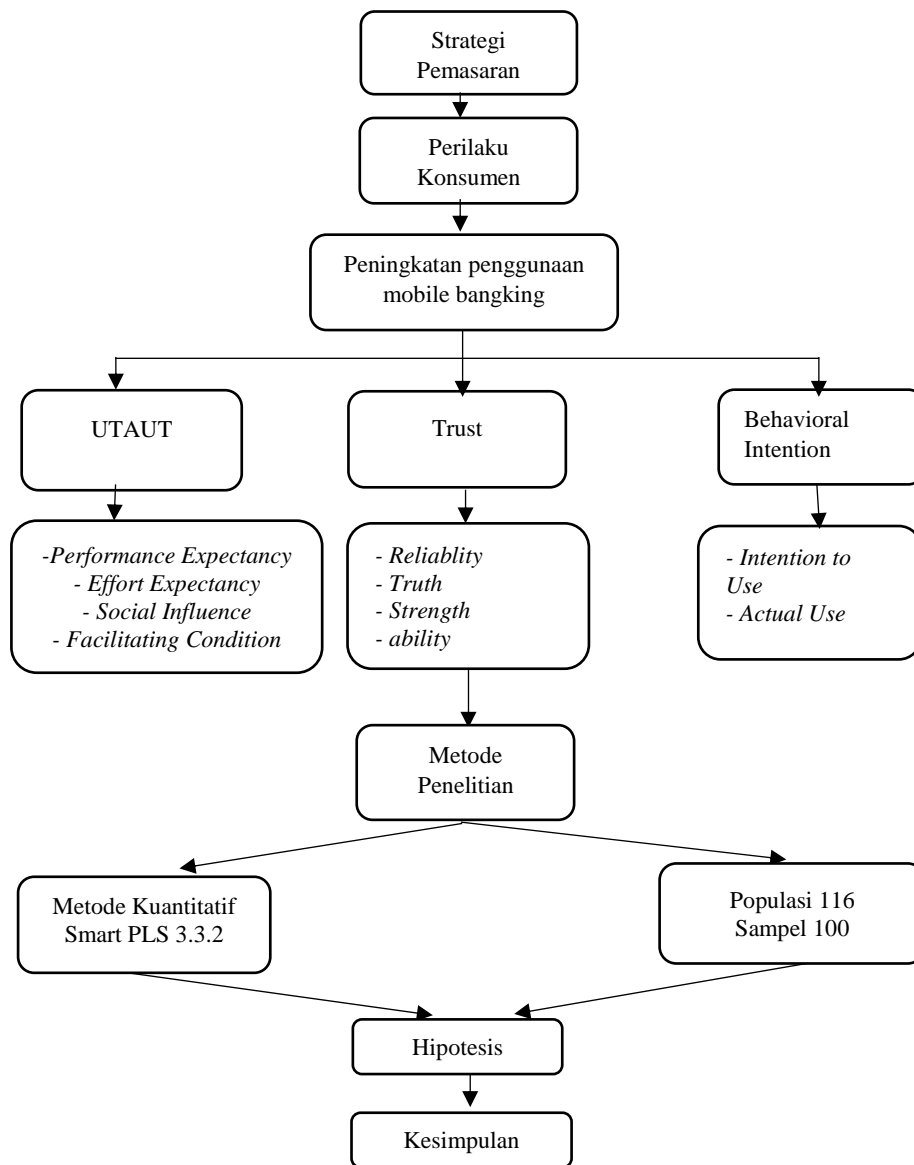 Strategi
Pemasaran
Perilaku
Konsumen
Peningkatan penggunaan
mobile bangking
UTAUT
Trust
Behavioral
Intention
-Performance Expectancy
- Effort Expectancy
- Social Influence
- Facilitating Condition
- Reliablity
- Truth
- Strength
- ability
- Intention to
Use
- Actual Use
Metode
Penelitian
Metode Kuantitatif
Smart PLS 3.3.2
Populasi 116
Sampel 100
Hipotesis
Kesimpulan